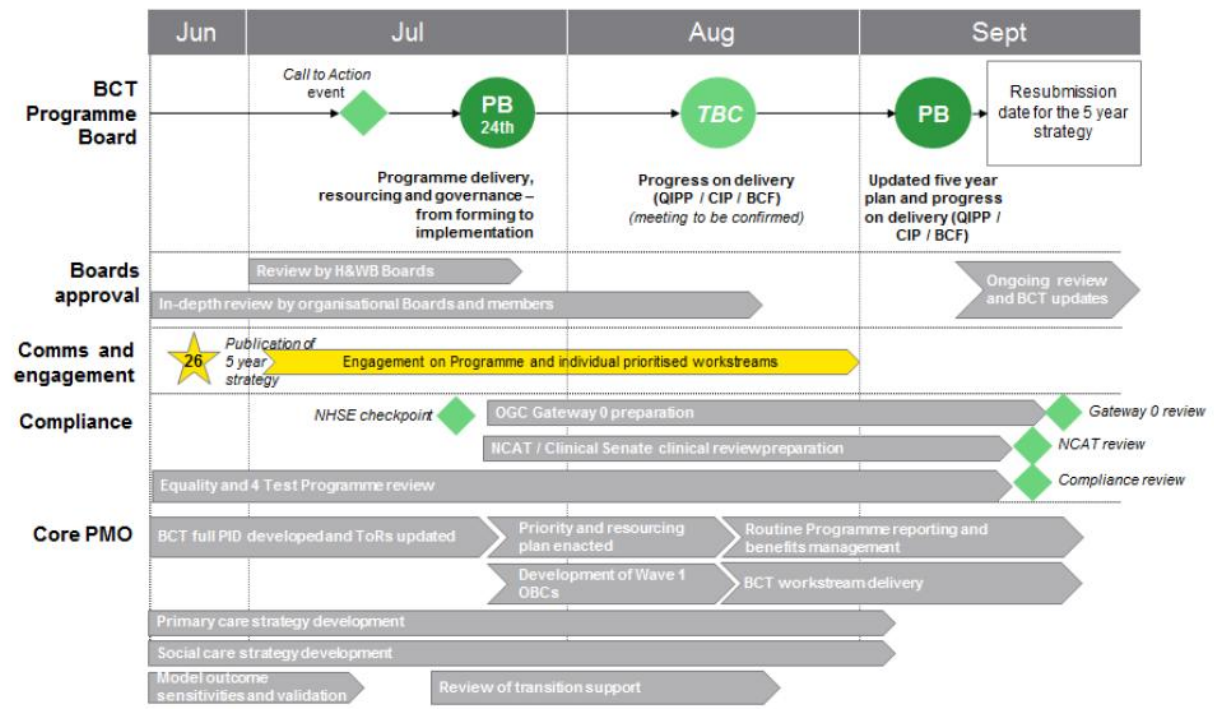 Jun
Jul
Aug
Sept
BCT
Programme
Board
Call to Action
event
PB
24th
TBC
PB
Resubmission
date for the 5 year
strategy
Programme delivery,
resourcing and governance –
from forming to
implementation
Progress on delivery
(QIPP / CIP / BCF)
(meeting to be confirmed)
Updated five year
plan and progress
on delivery (QIPP /
CIP / BCF)
Boards
approval
Review by H&WB Boards
In-depth review by organisational Boards and members
Ongoing review
and BCT updates
Comms and
engagement
26
Publication of
5 year
strategy
Engagement on Programme and individual prioritised workstreams
Compliance
NHSE checkpoint
OGC Gateway 0 preparation
Gateway 0 review
NCAT / Clinical Senate clinical reviewpreparation
NCAT review
Equality and 4 Test Programme review
Compliance review
Core PMO
BCT full PID developed and ToRs updated
Priority and resourcing
plan enacted
Routine Programme reporting and
benefits management
Development of Wave 1
OBCs
BCT workstream delivery
Primary care strategy development
Social care strategy development
Model outcome
sensitivities and validation
Review of transition support